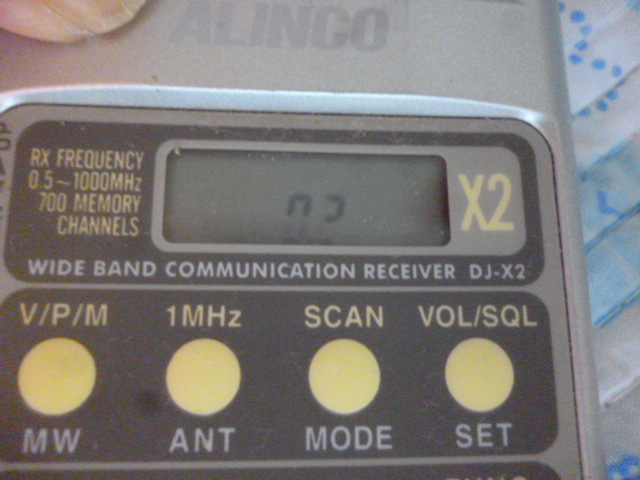 ALINCO
RX FREQUENCY
0.5~1000MHz
700 MEMORY
CHANNELS
X2
WIDE BAND COMMUNICATION RECEIVER DJ-X2
V/P/M 1MHz SCAN VOL/SQL
MW ANT MODE SET